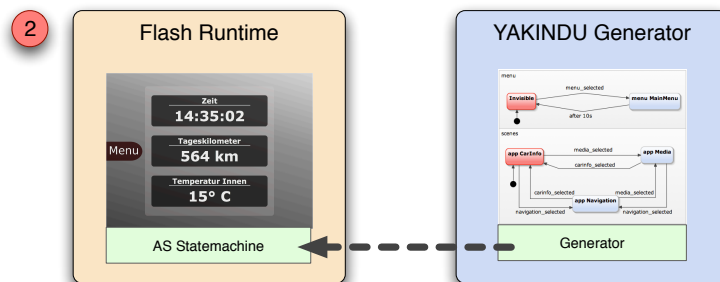 2
Flash Runtime
Menu
Zeit
14:35:02
Tageskilometer
564 km
Temperatur Innen
15° C
AS Statemachine
YAKINDU Generator
menu
menu_selected
Invisible
menu MainMenu
after 10s
scenes
media_selected
app CarInfo
app Media
carinfo_selected
carinfo_selected
media_selected
app Navigation
navigation_selected
navigation_selected
Generator